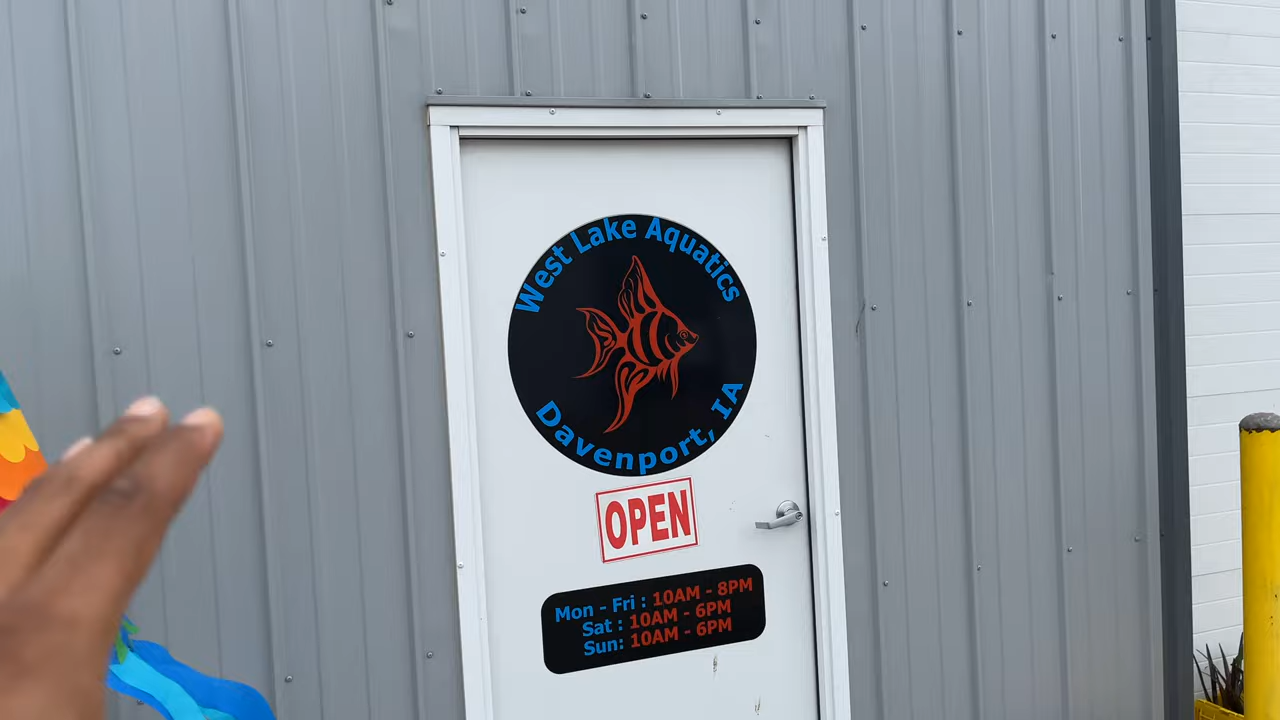 West Lake Aquatics
Davenport, IA
OPEN
Mon - Fri : 10AM - 8PM
Sat : 10AM - 6PM
Sun: 10AM - 6PM